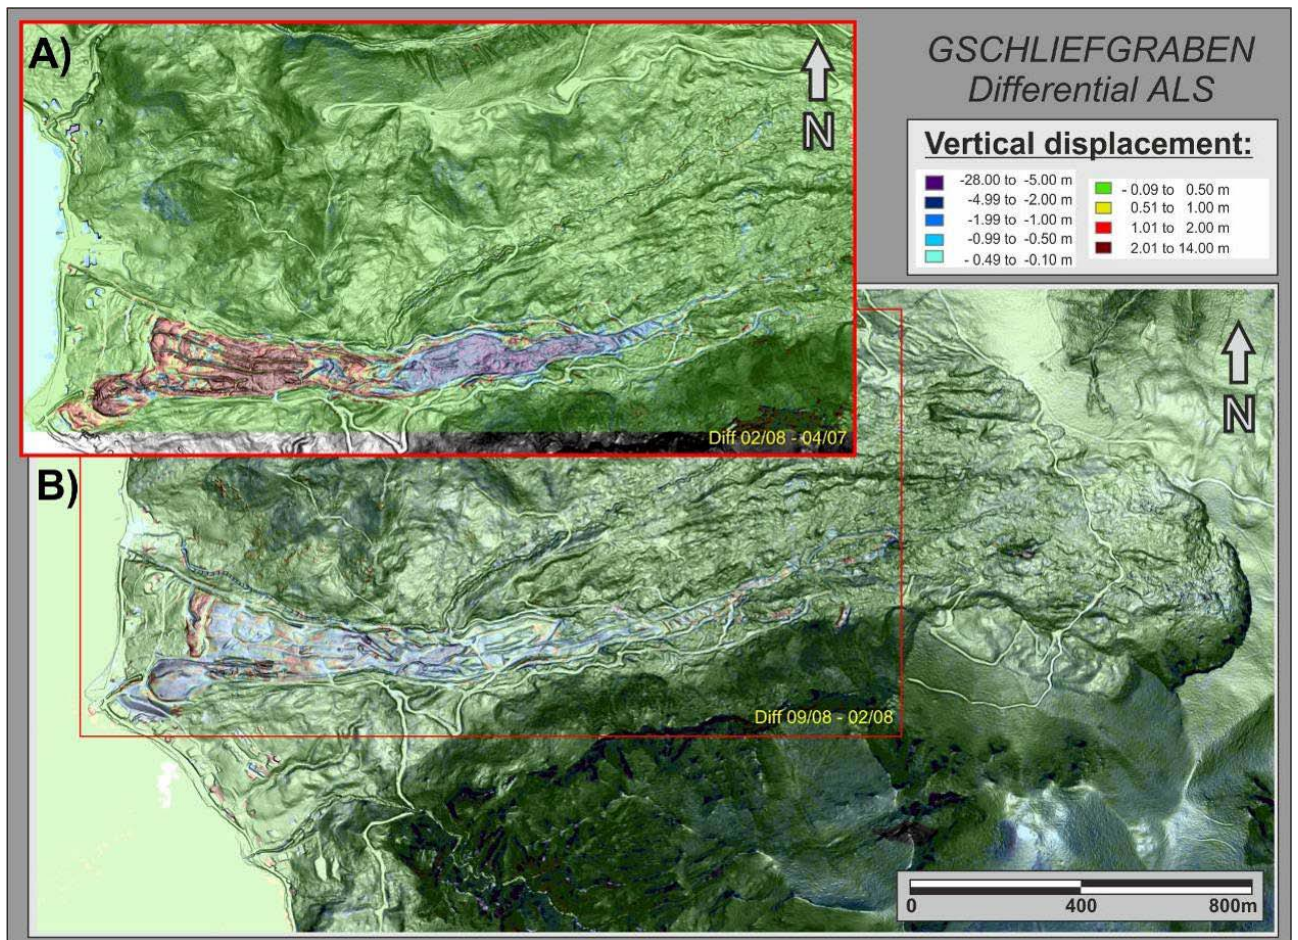 A)
N
GSCHLIEFGRABEN
Differential ALS
Vertical displacement:
-28.00 to -5.00 m
-4.99 to -2.00 m
-1.99 to -1.00 m
-0.99 to -0.50 m
- 0.49 to -0.10 m
- 0.09 to 0.50 m
0.51 to 1.00 m
1.01 to 2.00 m
2.01 to 14.00 m
Diff 02/08 - 04/07
B)
N
Diff 09/08 - 02/08
0 400 800m